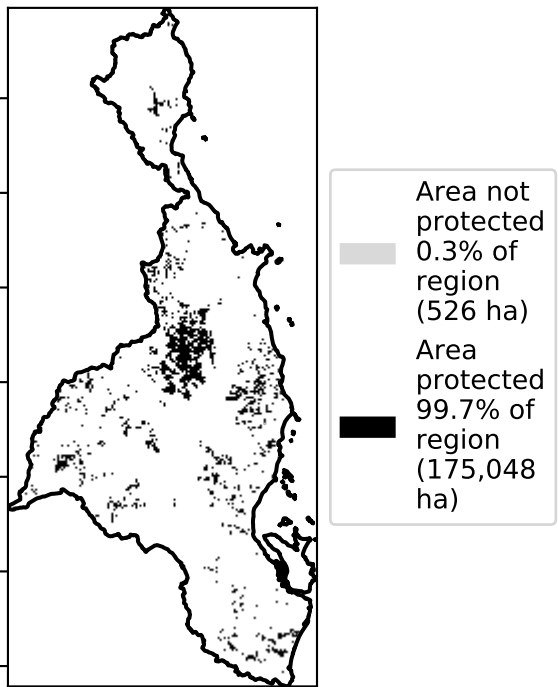 Area not
protected
0.3% of
region
(526 ha)
Area
protected
99.7% of
region
(175,048
ha)